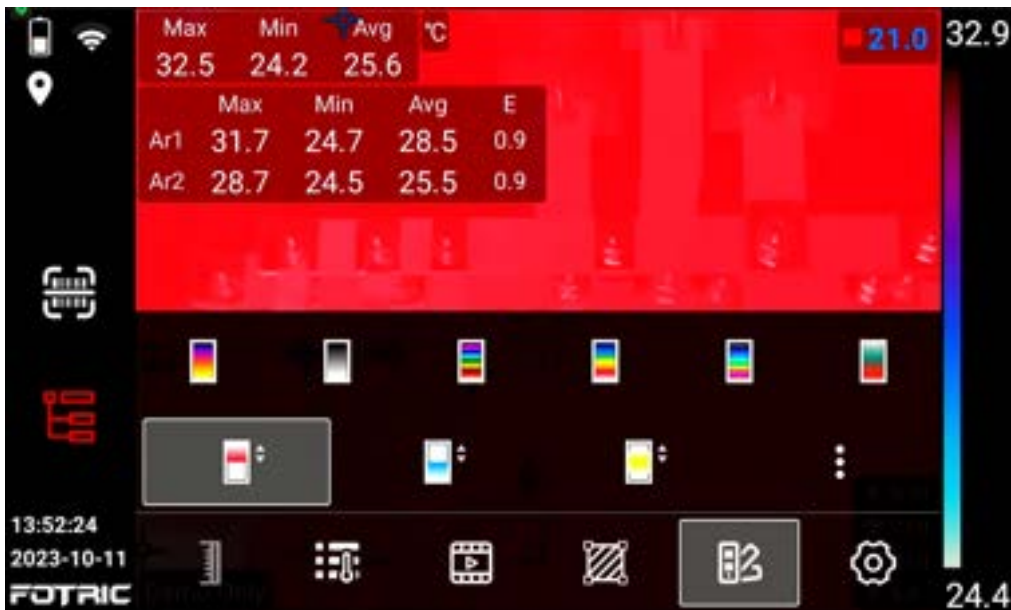 Max Min Avg °C
32.5 24.2 25.6
Max Min Avg E
Ar1 31.7 24.7 28.5 0.9
Ar2 28.7 24.5 25.5 0.9
21.0
32.9
24.4
13:52:24
2023-10-11
FOTRIC
Demo Only